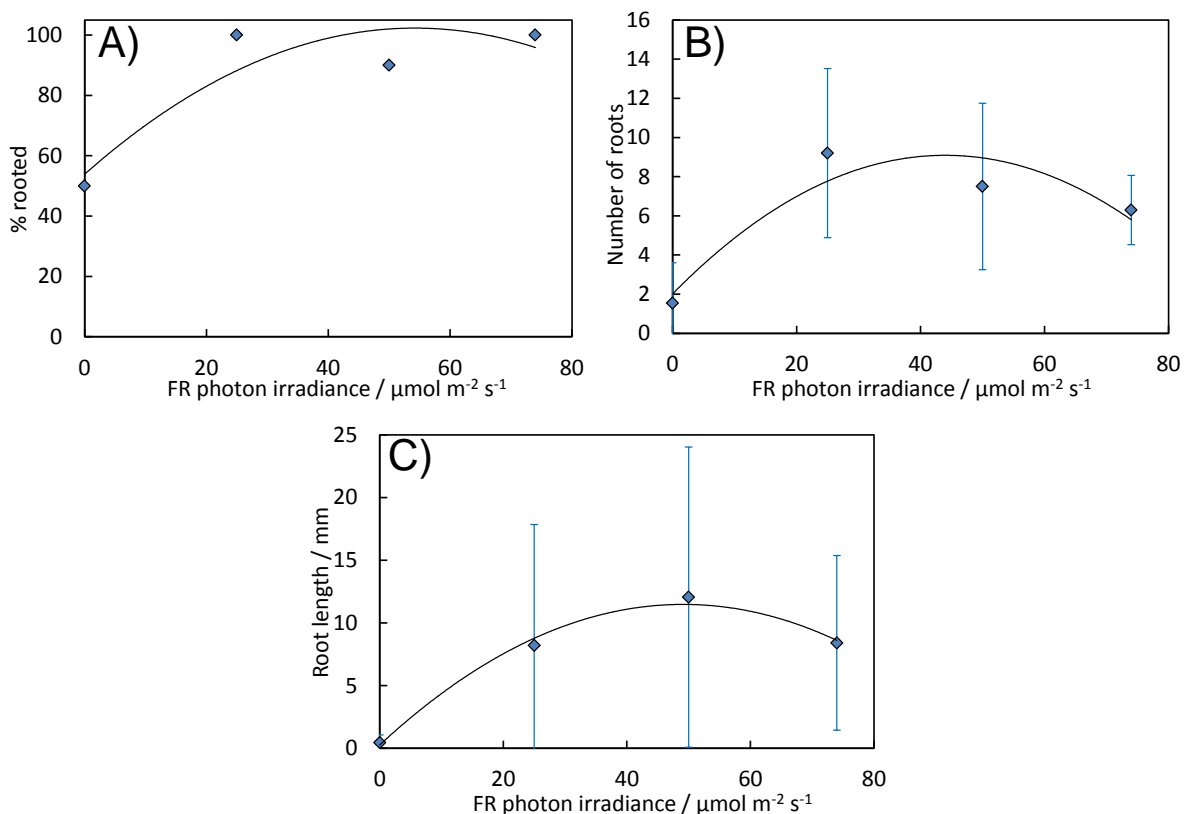 A)
% rooted
100
80
60
40
20
0
0 20 40 60 80
FR photon irradiance / µmol m⁻² s⁻¹
B)
Number of roots
16
14
12
10
8
6
4
2
0
0 20 40 60 80
FR photon irradiance / µmol m⁻² s⁻¹
C)
Root length / mm
25
20
15
10
5
0
0 20 40 60 80
FR photon irradiance / µmol m⁻² s⁻¹